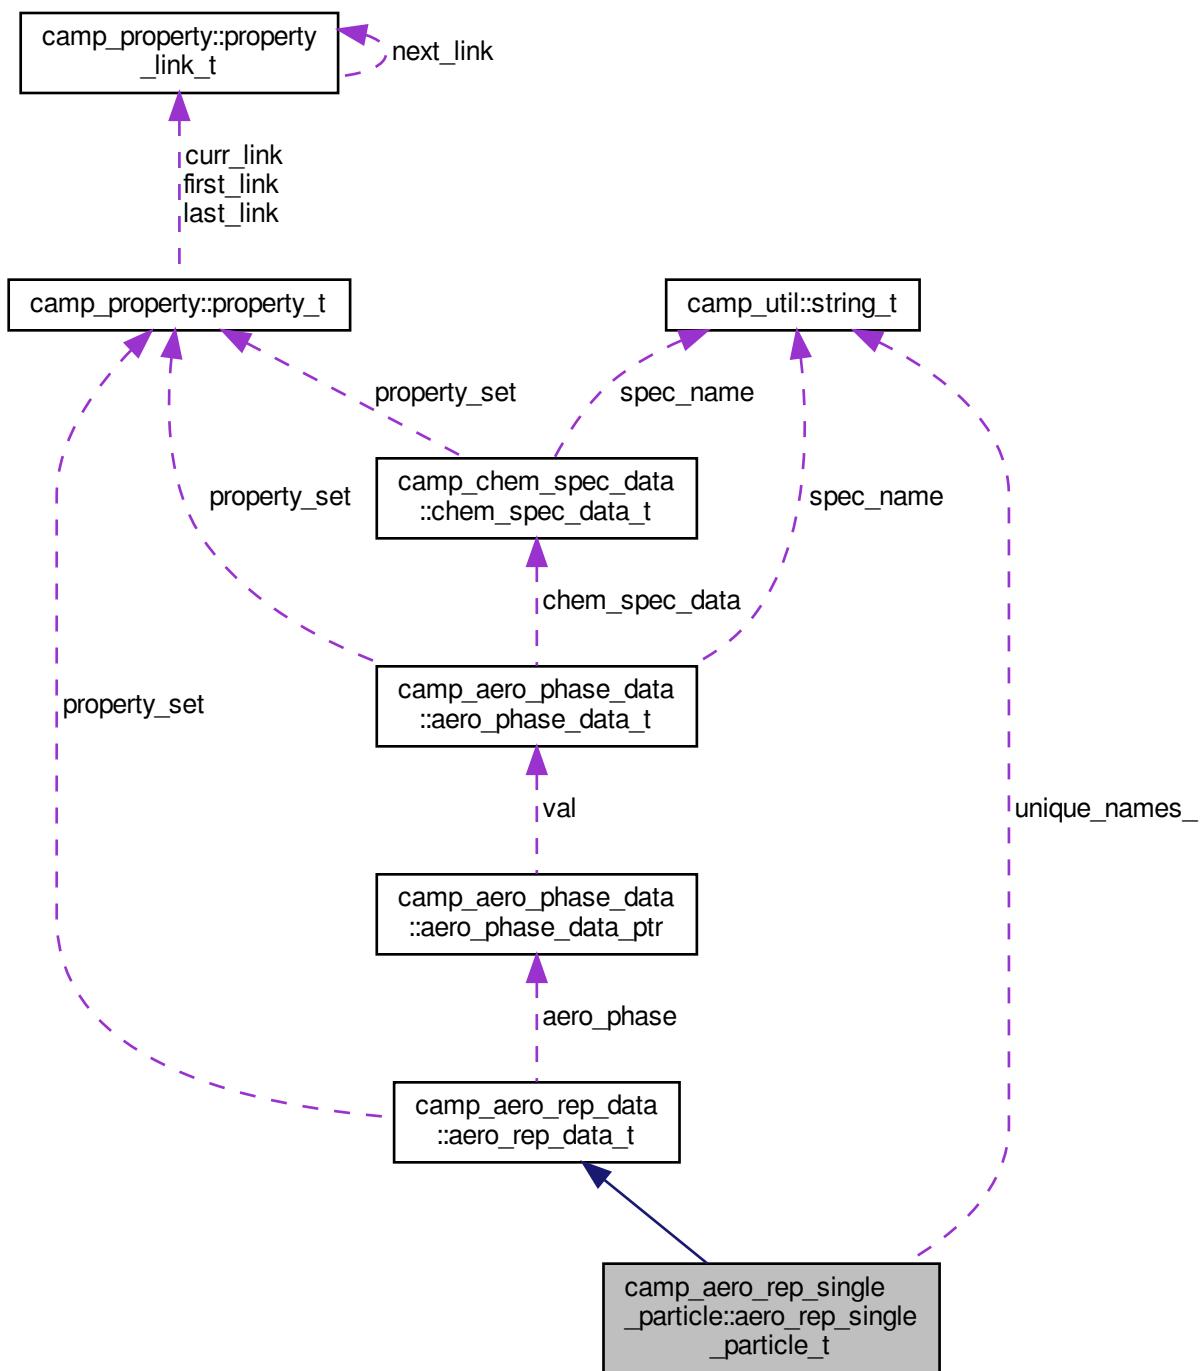 camp_property::property
_link_t
next_link
curr_link
first_link
last_link
camp_property::property_t
camp_util::string_t
property_set
spec_name
camp_chem_spec_data
::chem_spec_data_t
property_set
spec_name
chem_spec_data
camp_aero_phase_data
::aero_phase_data_t
property_set
val
unique_names_
camp_aero_phase_data
::aero_phase_data_ptr
aero_phase
camp_aero_rep_data
::aero_rep_data_t
camp_aero_rep_single
_particle::aero_rep_single
_particle_t